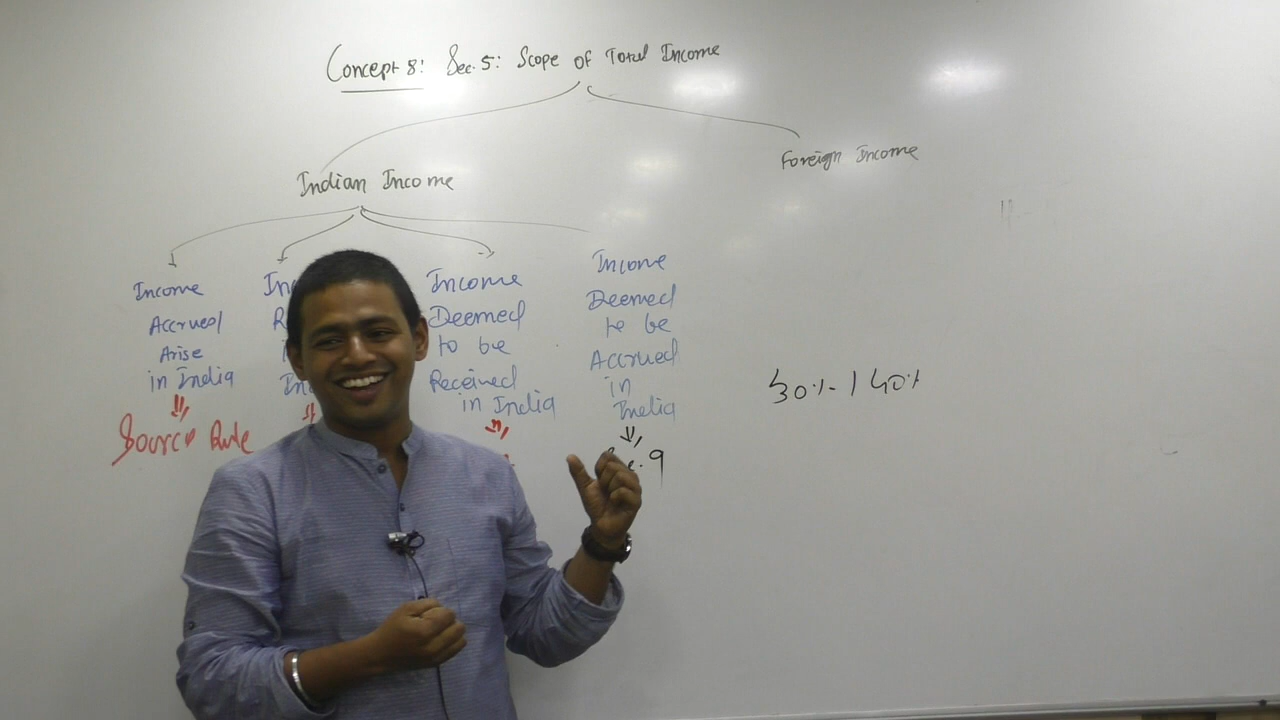 Concept 8: Sec. 5: Scope of Total Income
Indian Income
Foreign Income
Income
Accrued
Arise
in India
Source Rule
Income
Deemed
to be
Received
in India
Income
Deemed
to be
Accrued
in
India
9
30% - / 40%